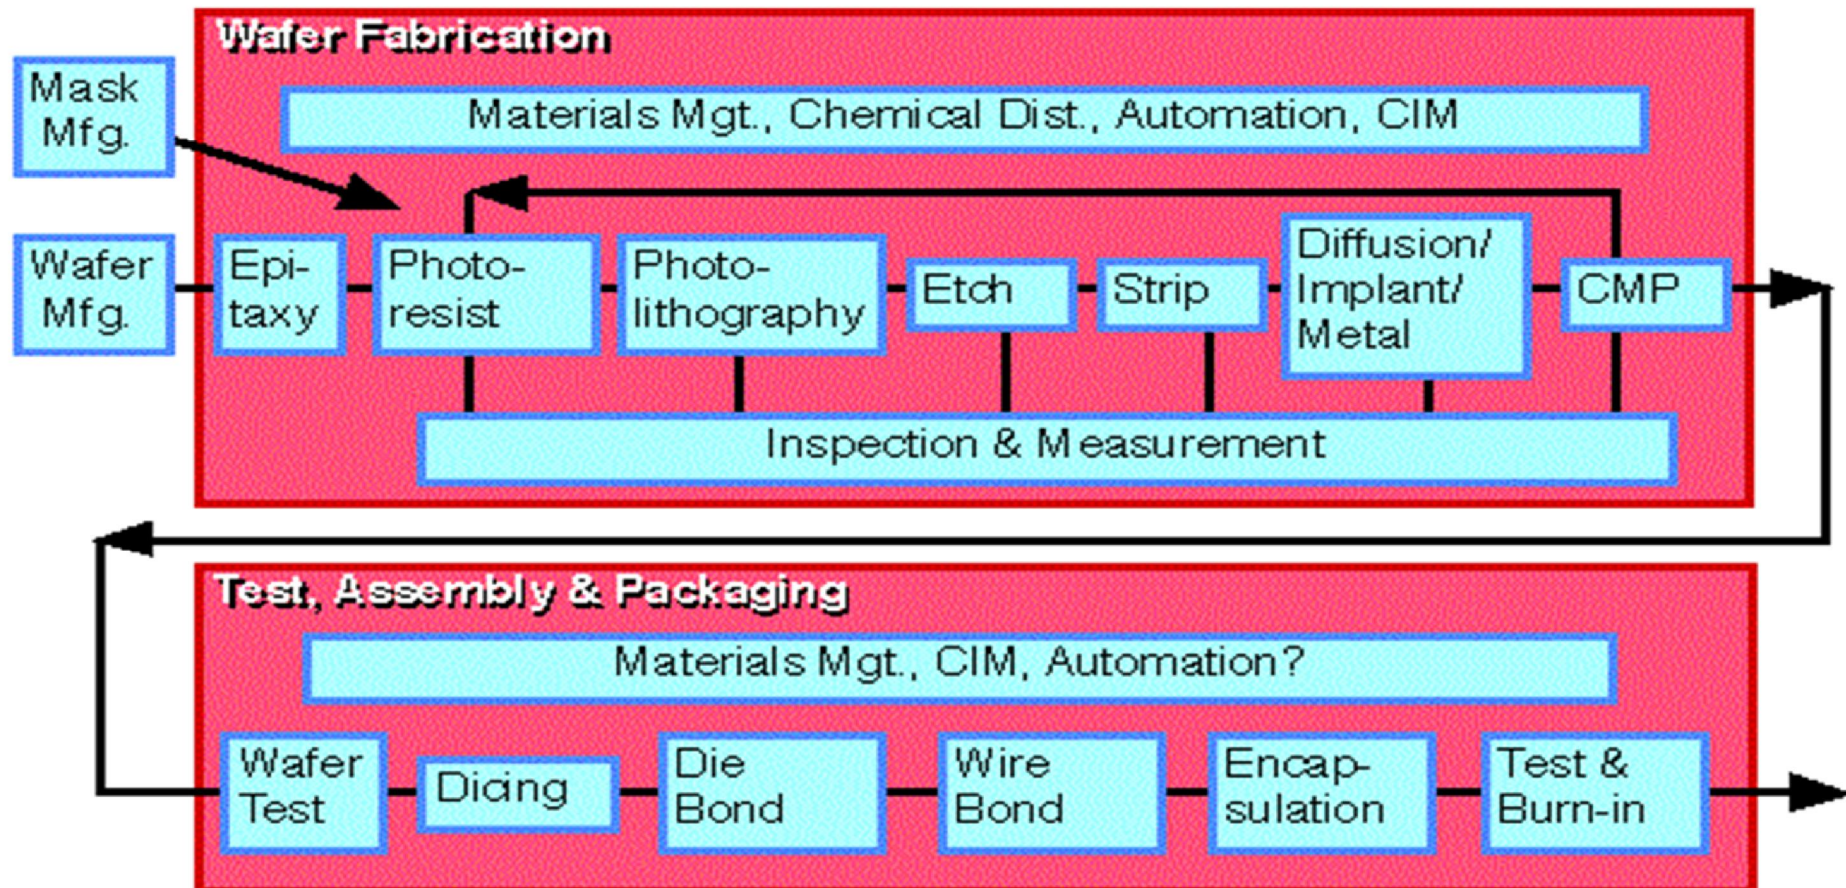 Wafer Fabrication
Mask
Mfg.
Materials Mgt., Chemical Dist., Automation, CIM
Wafer
Mfg.
Epi-
taxy
Photo-
resist
Photo-
lithography
Etch
Strip
Diffusion/
Implant/
Metal
CMP
Inspection & Measurement
Test, Assembly & Packaging
Materials Mgt., CIM, Automation?
Wafer
Test
Dicing
Die
Bond
Wire
Bond
Encap-
sulation
Test &
Burn-in